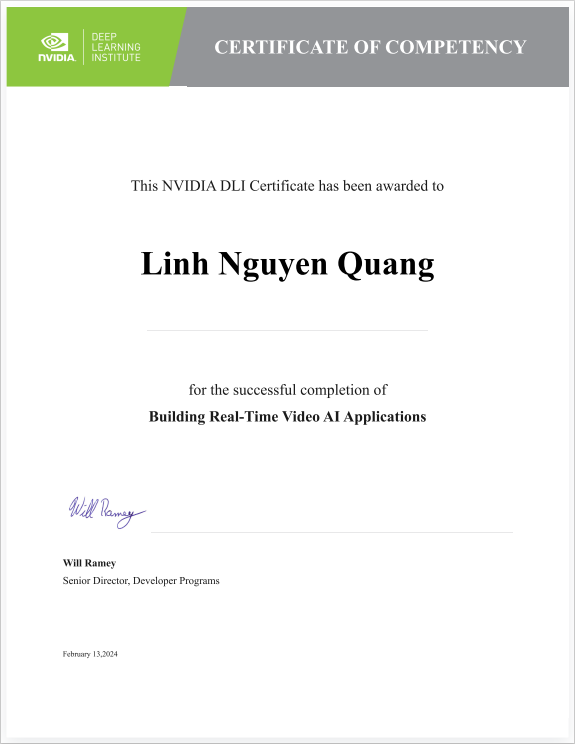 NVIDIA.
DEEP
LEARNING
INSTITUTE
CERTIFICATE OF COMPETENCY
This NVIDIA DLI Certificate has been awarded to
Linh Nguyen Quang
for the successful completion of
Building Real-Time Video AI Applications
Will Ramey
Will Ramey
Senior Director, Developer Programs
February 13,2024